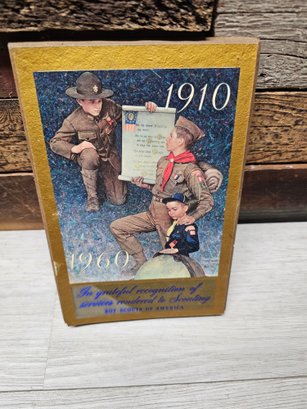 1910
1960
In grateful recognition of
services rendered to Scouting
BOY SCOUTS OF AMERICA